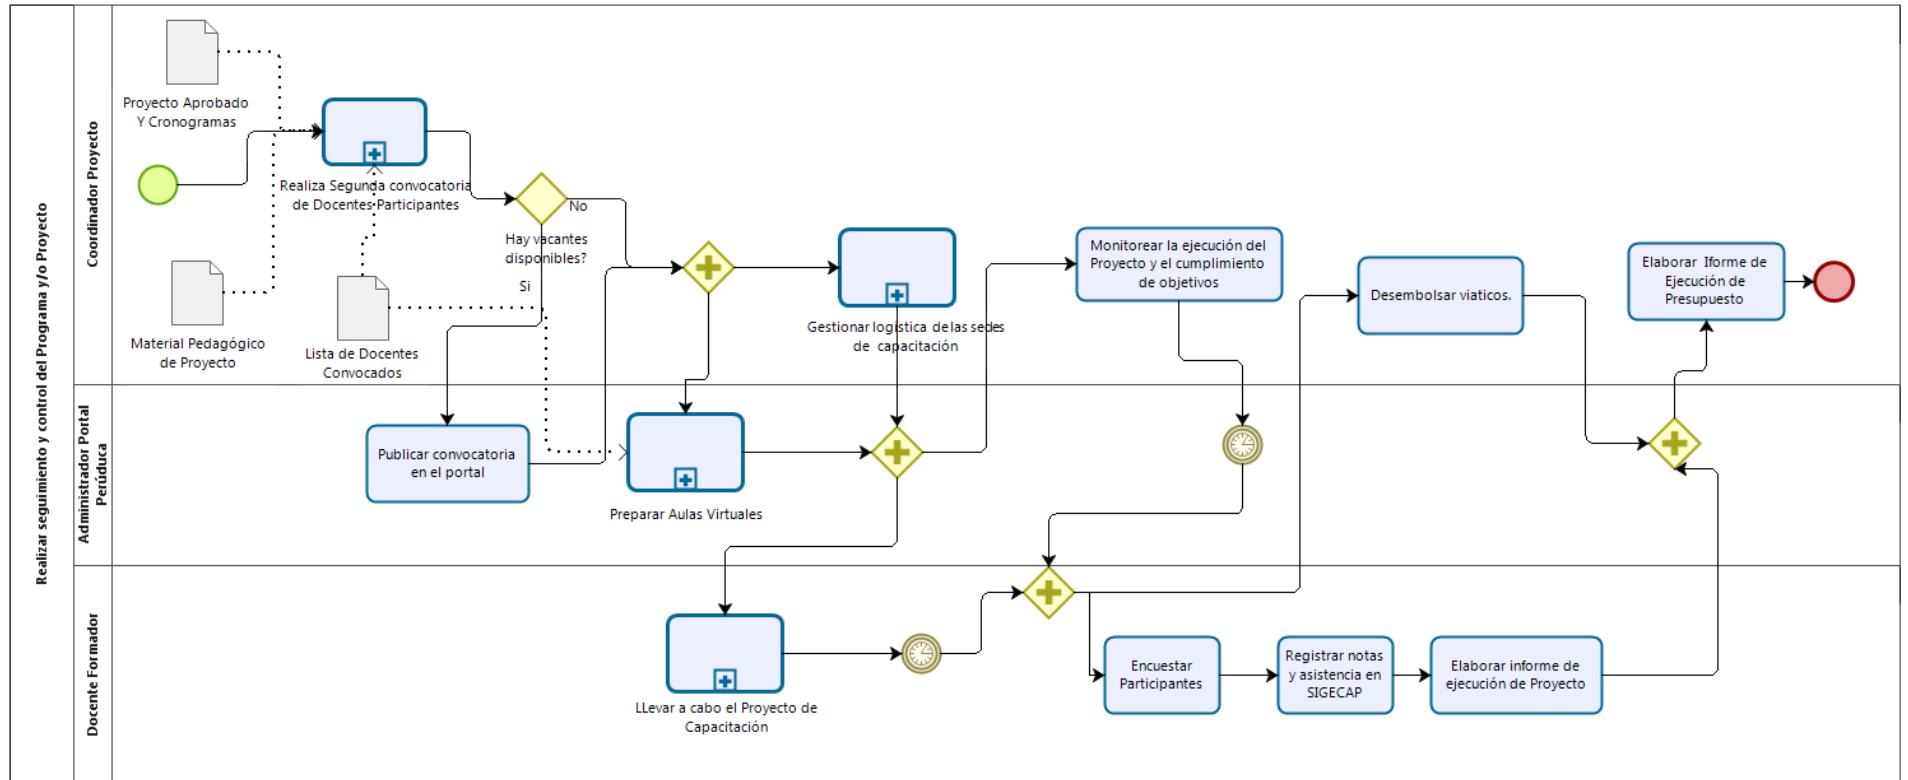 Realizar seguimiento y control del Programa y/o Proyecto
Coordinador Proyecto
Proyecto Aprobado
Y Cronogramas
Realiza Segunda convocatoria
de Docentes Participantes
No
Hay vacantes
disponibles?
Si
Material Pedagógico
de Proyecto
Lista de Docentes
Convocados
Gestionar logística de las sedes
de capacitación
Monitorear la ejecución del
Proyecto y el cumplimiento
de objetivos
Desembolsar viaticos.
Elaborar Iforme de
Ejecución de
Presupuesto
Administrador Portal
Perúduca
Publicar convocatoria
en el portal
Preparar Aulas Virtuales
Docente Formador
LLevar a cabo el Proyecto de
Capacitación
Encuestar
Participantes
Registrar notas
y asistencia en
SIGECAP
Elaborar informe de
ejecución de Proyecto